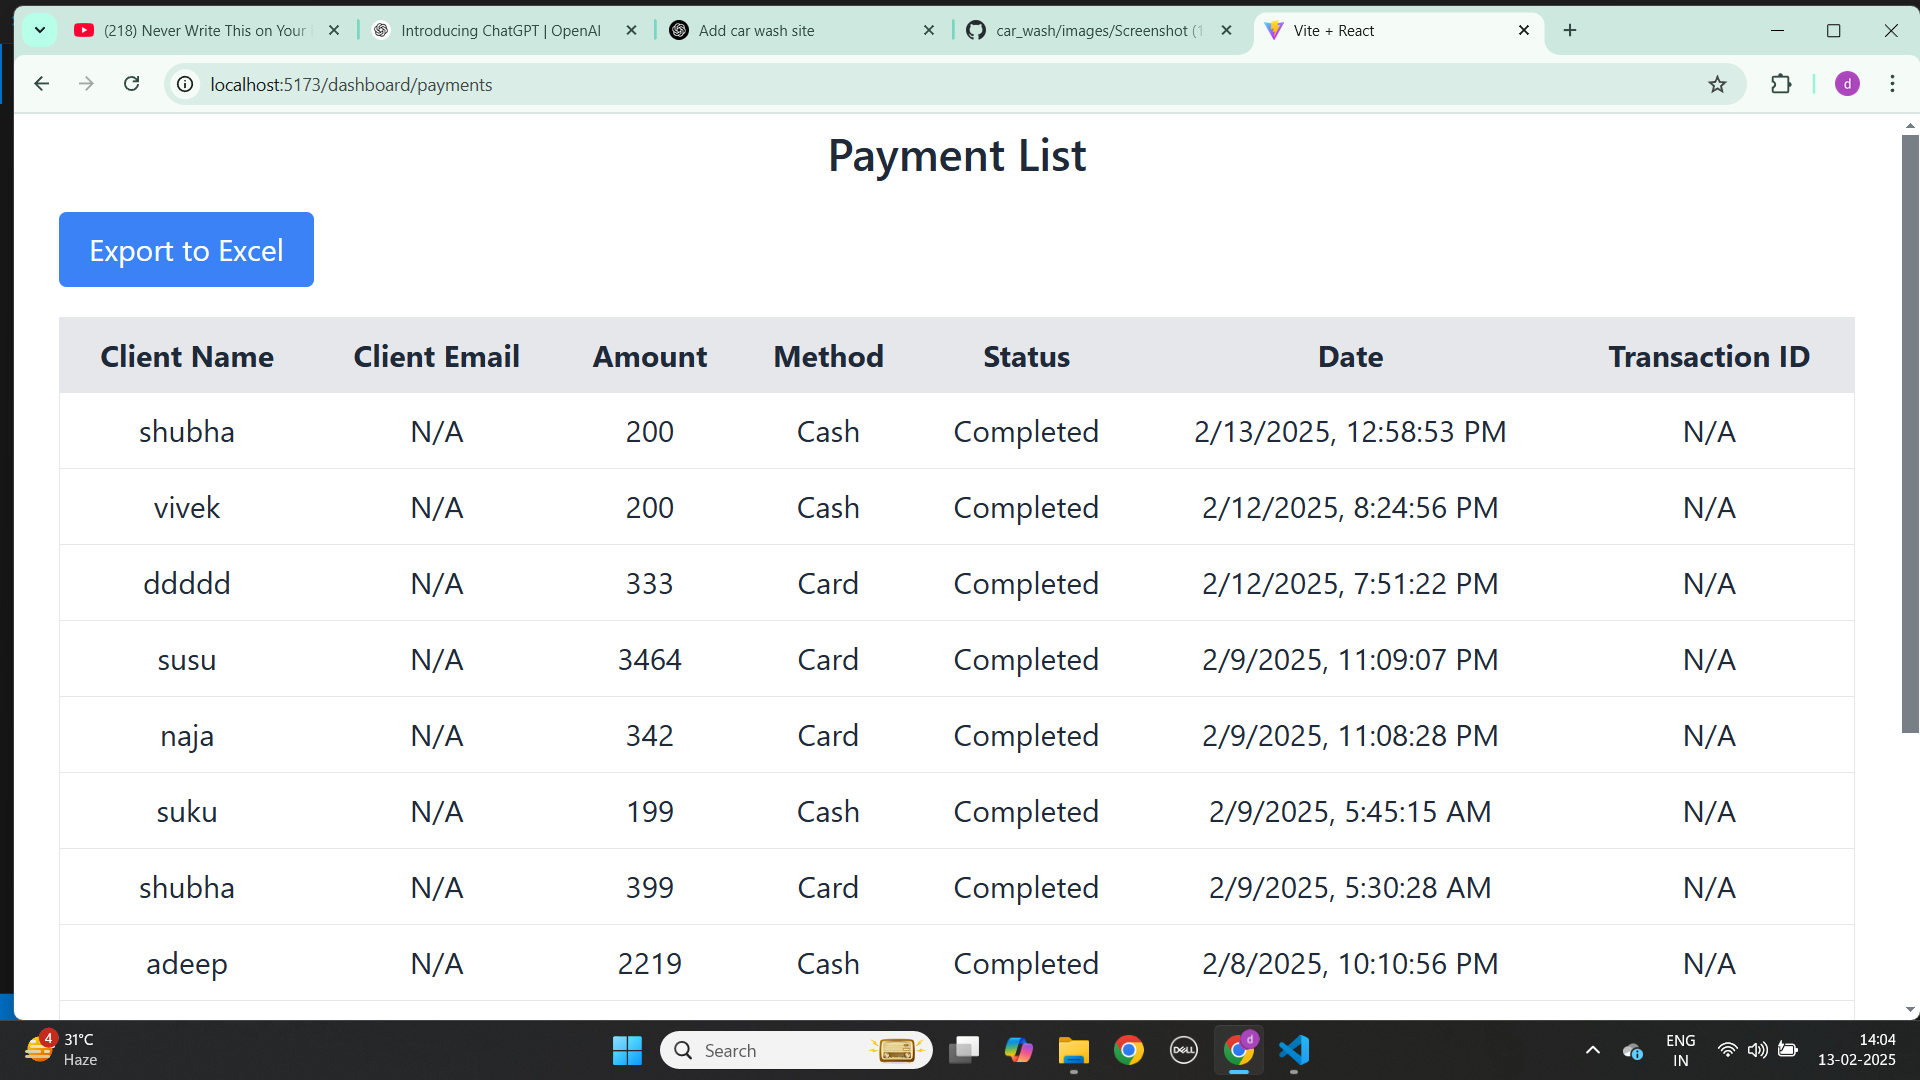 (218) Never Write This on Your
Introducing ChatGPT | OpenAI
Add car wash site
car_wash/images/Screenshot (1
Vite + React
localhost:5173/dashboard/payments
d
Payment List
Export to Excel
Client Name Client Email Amount Method Status Date Transaction ID
shubha N/A 200 Cash Completed 2/13/2025, 12:58:53 PM N/A
vivek N/A 200 Cash Completed 2/12/2025, 8:24:56 PM N/A
ddddd N/A 333 Card Completed 2/12/2025, 7:51:22 PM N/A
susu N/A 3464 Card Completed 2/9/2025, 11:09:07 PM N/A
naja N/A 342 Card Completed 2/9/2025, 11:08:28 PM N/A
suku N/A 199 Cash Completed 2/9/2025, 5:45:15 AM N/A
shubha N/A 399 Card Completed 2/9/2025, 5:30:28 AM N/A
adeep N/A 2219 Cash Completed 2/8/2025, 10:10:56 PM N/A
4
31°C
Haze
Search
DELL
d
ENG
IN
14:04
13-02-2025